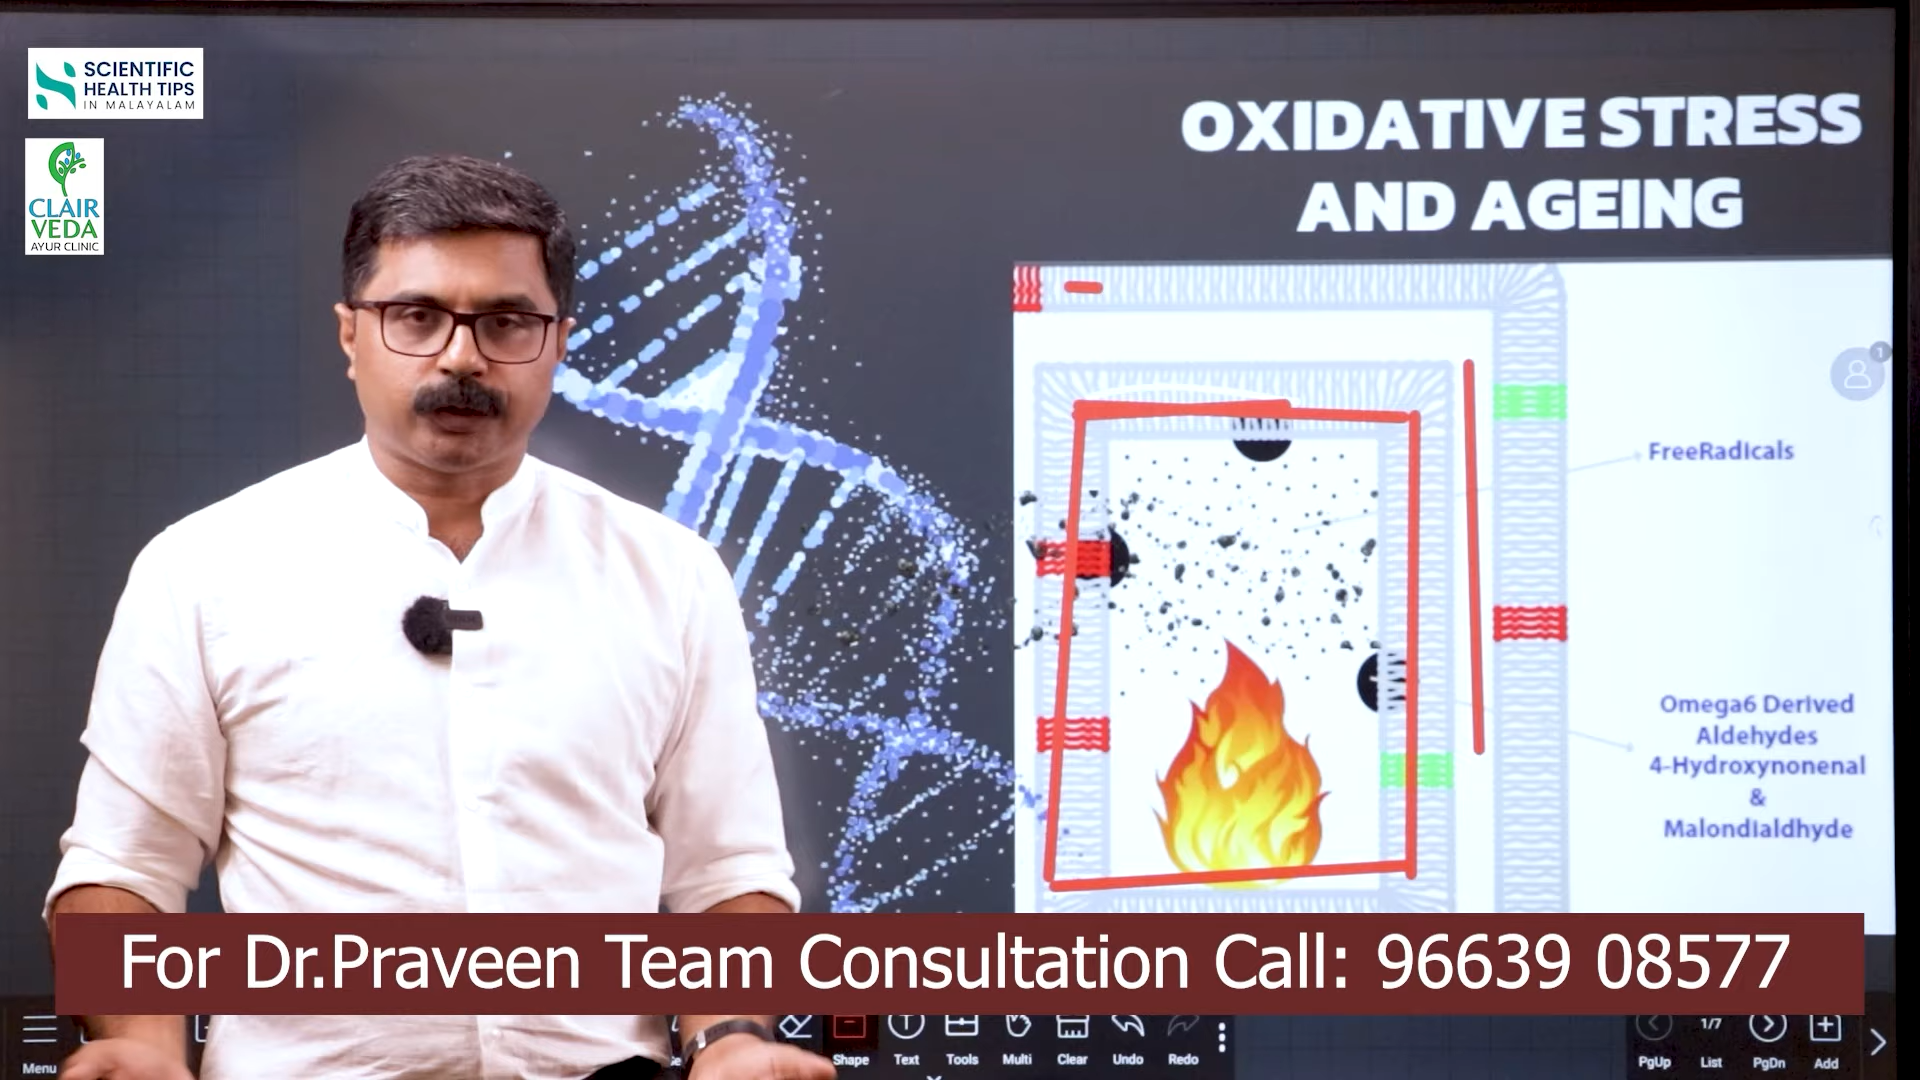 SCIENTIFIC
HEALTH TIPS
IN MALAYALAM
CLAIR
VEDA
AYUR CLINIC
OXIDATIVE STRESS
AND AGEING
1
FreeRadicals
Omega6 Derived
Aldehydes
4-Hydroxynonenal
&
Malondialdhyde
For Dr.Praveen Team Consultation Call: 96639 08577
Menu
Shape
Text
Tools
Multi
Clear
Undo
Redo
PgUp
1/7
List
PgDn
Add